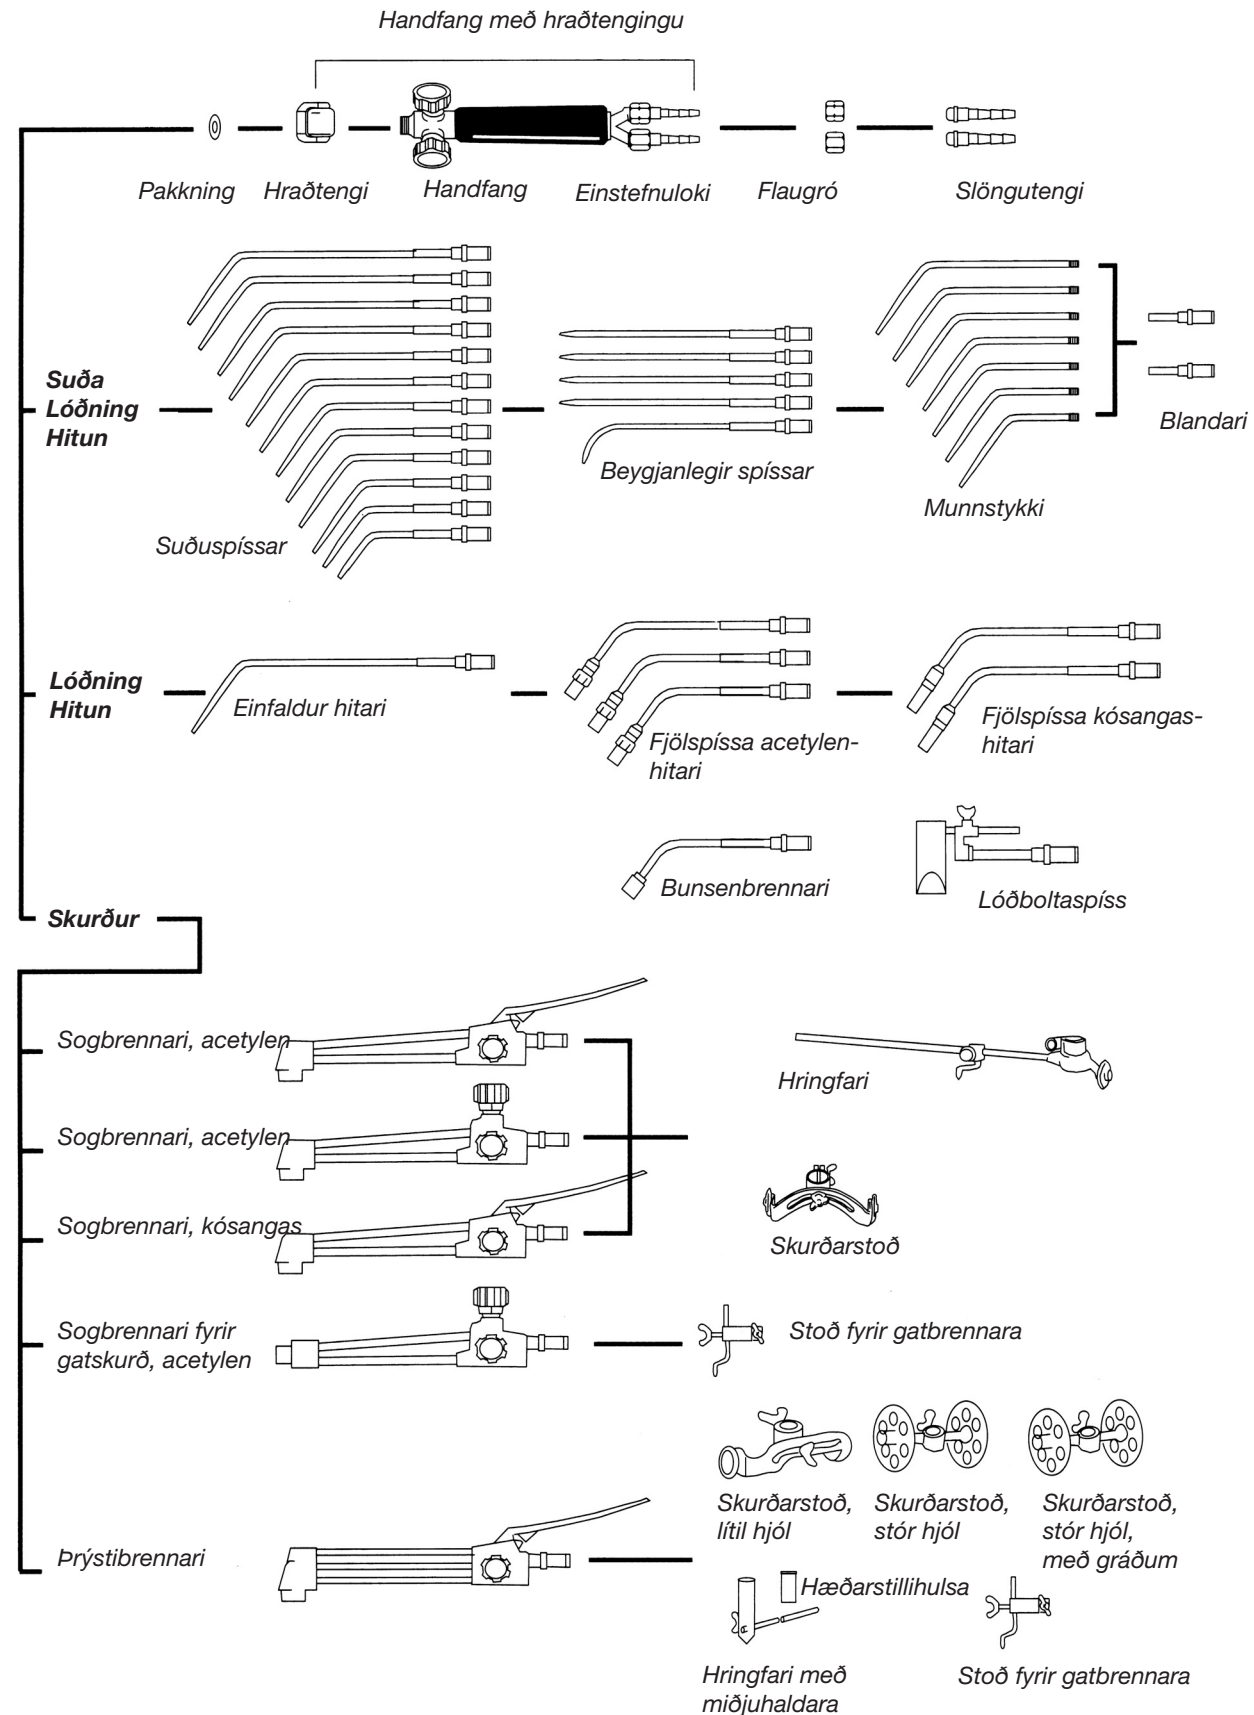 Handfang með hraðtengingu
Pakkning
Hraðtengi
Handfang
Einstefnuloki
Flaugró
Slöngutengi
Suða
Lóðning
Hitun
Suðuspíssar
Beygjanlegir spíssar
Munnstykki
Blandari
Lóðning
Hitun
Einfaldur hitari
Fjölspíssa acetylen-
hitari
Fjölspíssa kósangas-
hitari
Bunsenbrennari
Lóðboltaspíss
Skurður
Sogbrennari, acetylen
Hringfari
Sogbrennari, acetylen
Sogbrennari, kósangas
Skurðarstoð
Sogbrennari fyrir
gatskurð, acetylen
Stoð fyrir gatbrennara
Skurðarstoð,
lítil hjól
Skurðarstoð,
stór hjól
Skurðarstoð,
stór hjól,
með gráðum
Þrýstibrennari
Hæðarstillihulsa
Hringfari með
miðjuhaldara
Stoð fyrir gatbrennara